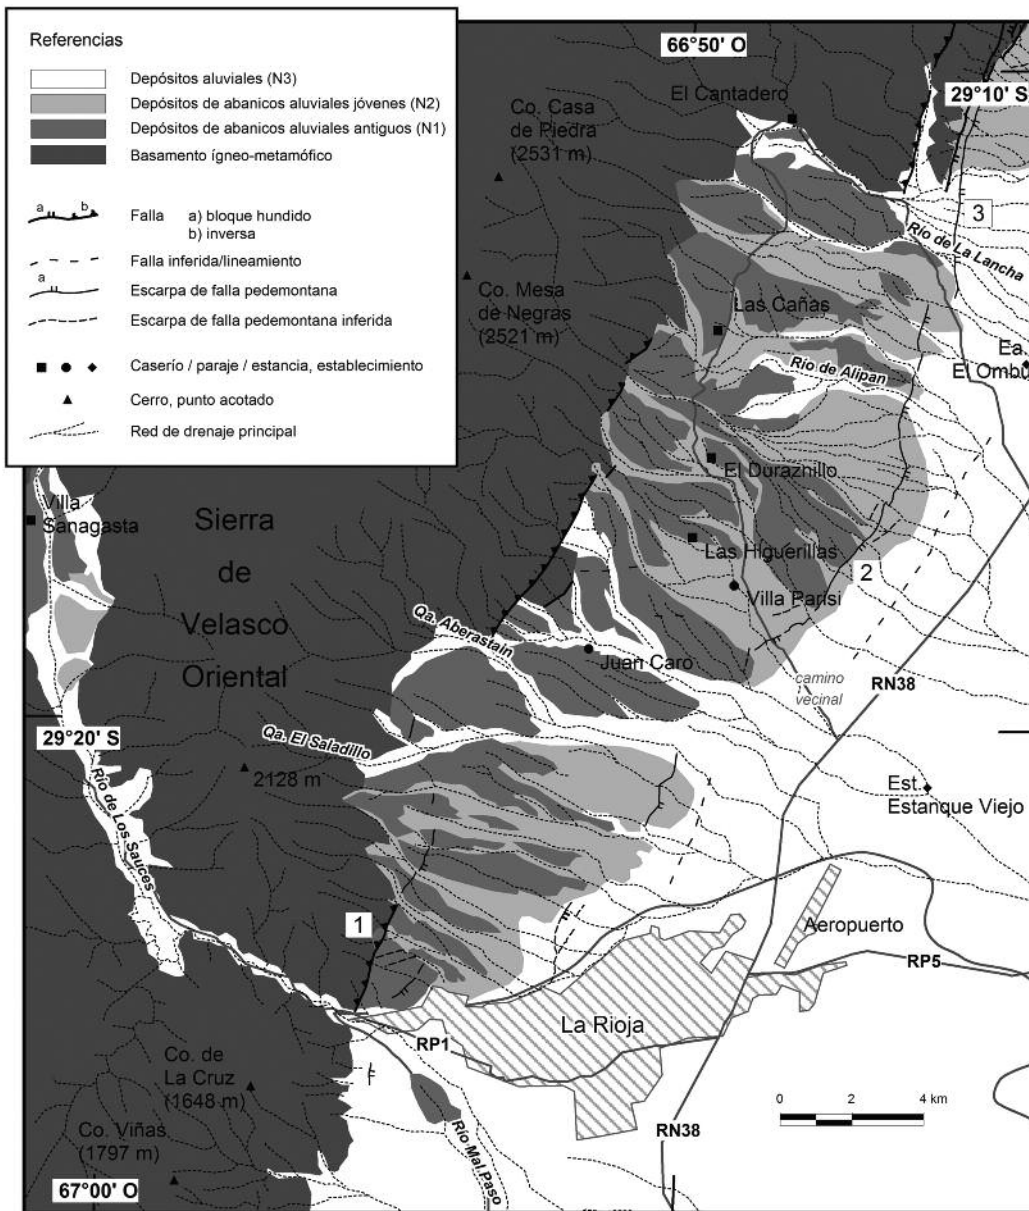 Referencias
Depósitos aluviales (N3)
Depósitos de abanicos aluviales jóvenes (N2)
Depósitos de abanicos aluviales antiguos (N1)
Basamento ígneo-metamófico
a
b
Falla a) bloque hundido
b) inversa
Falla inferida/lineamiento
a
Escarpa de falla pedemontana
Escarpa de falla pedemontana inferida
Caserío / paraje / estancia, establecimiento
Cerro, punto acotado
Red de drenaje principal
66°50' O
29°10' S
El Cantadero
Co. Casa
de Piedra
(2531 m)
3
Río de La Lancha
Co. Mesa
de Negras
(2521 m)
Las Cañas
Ea.
El Ombú
Río de Alipan
El Duraznillo
Villa
Sanagasta
Sierra
de
Velasco
Oriental
Las Higuerillas
2
Villa Parisi
Qa. Aberastain
Juan Caro
camino
vecinal
RN38
29°20' S
Qa. El Saladillo
2128 m
Est.
Estanque Viejo
Río de Los Sauces
1
Aeropuerto
RP5
La Rioja
RP1
Co. de
La Cruz
(1648 m)
Co. Viñas
(1797 m)
Río Mal Paso
RN38
0 2 4 km
67°00' O